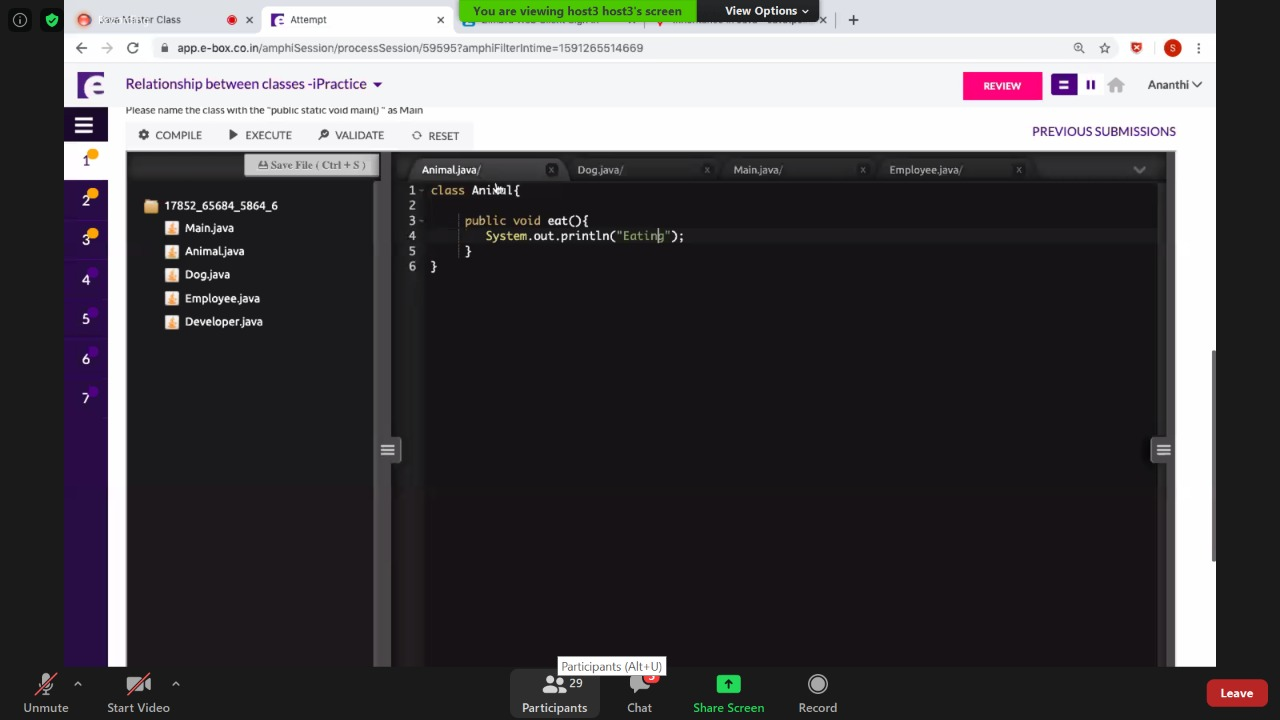 Java Master Class
Attempt
You are viewing host3 host3's screen
View Options
app.e-box.co.in/amphiSession/processSession/59595?amphiFilterIntime=1591265514669
S
Relationship between classes -iPractice
REVIEW
Ananthi
Please name the class with the "public static void main()" as Main
COMPILE
EXECUTE
VALIDATE
RESET
PREVIOUS SUBMISSIONS
Save File ( Ctrl + S )
1
2
3
4
5
6
7
17852_65684_5864_6
Main.java
Animal.java
Dog.java
Employee.java
Developer.java
Animal.java/
Dog.java/
Main.java/
Employee.java/
1 class Animal{
2
3 public void eat(){
4 System.out.println("Eating");
5 }
6 }
Participants (Alt+U)
Unmute
Start Video
29
Participants
3
Chat
Share Screen
Record
Leave